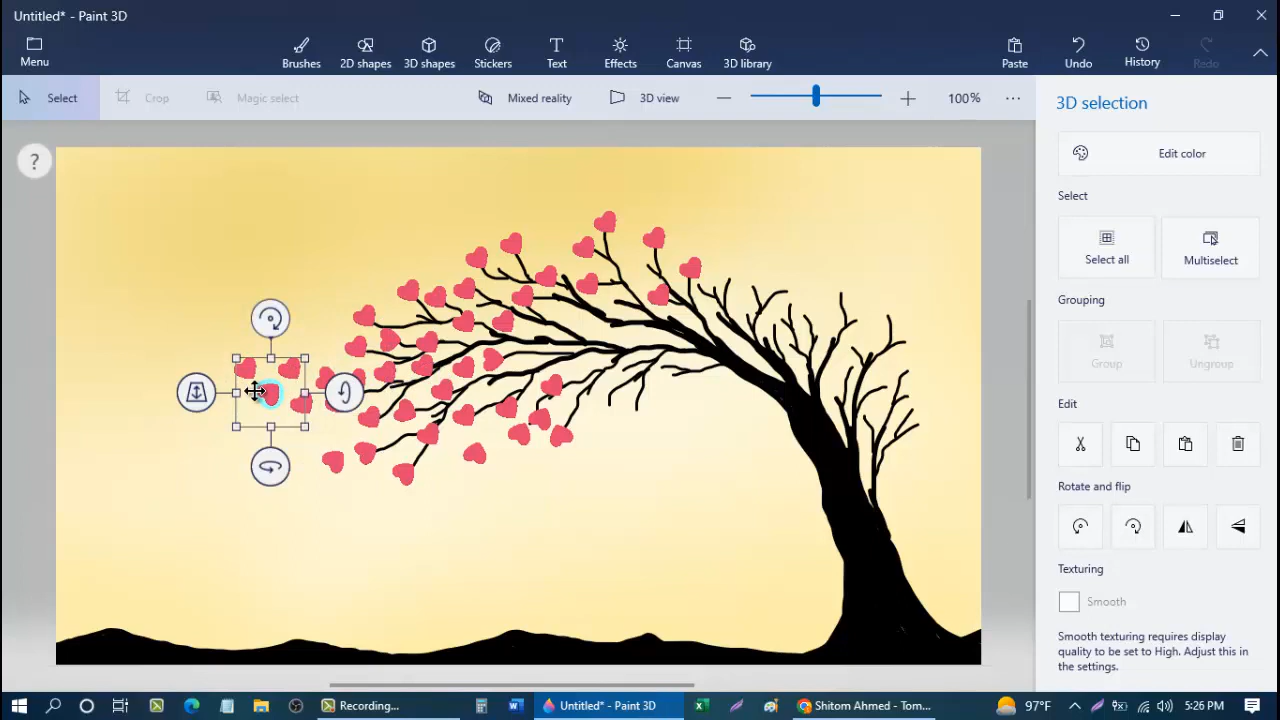 Untitled* - Paint 3D
Menu
Brushes
2D shapes
3D shapes
Stickers
Text
Effects
Canvas
3D library
Paste
Undo
History
Redo
Select
Crop
Magic select
Mixed reality
3D view
100%
3D selection
?
Edit color
Select
Select all
Multiselect
Grouping
Group
Ungroup
Edit
Rotate and flip
Texturing
Smooth
Smooth texturing requires display
quality to be set to High. Adjust this in
the settings.
Recording...
Untitled* - Paint 3D
Shitom Ahmed - Tom...
97°F
5:26 PM